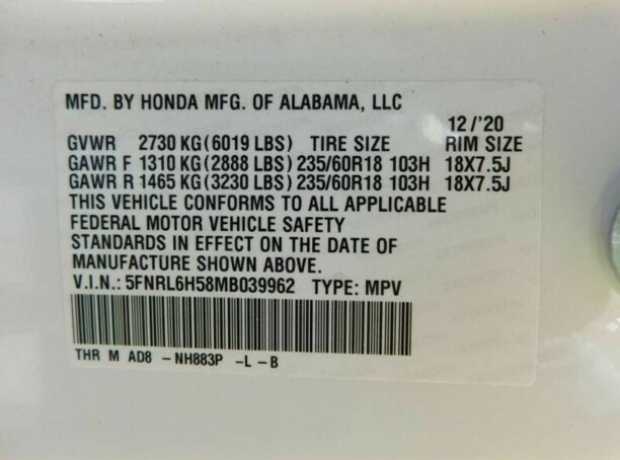 MFD. BY HONDA MFG. OF ALABAMA, LLC
12/'20
GVWR 2730 KG(6019 LBS) TIRE SIZE RIM SIZE
GAWR F 1310 KG(2888 LBS) 235/60R18 103H 18X7.5J
GAWR R 1465 KG(3230 LBS) 235/60R18 103H 18X7.5J
THIS VEHICLE CONFORMS TO ALL APPLICABLE
FEDERAL MOTOR VEHICLE SAFETY
STANDARDS IN EFFECT ON THE DATE OF
MANUFACTURE SHOWN ABOVE.
V.I.N.: 5FNRL6H58MB039962 TYPE: MPV
THR M AD8 - NH883P -L-B